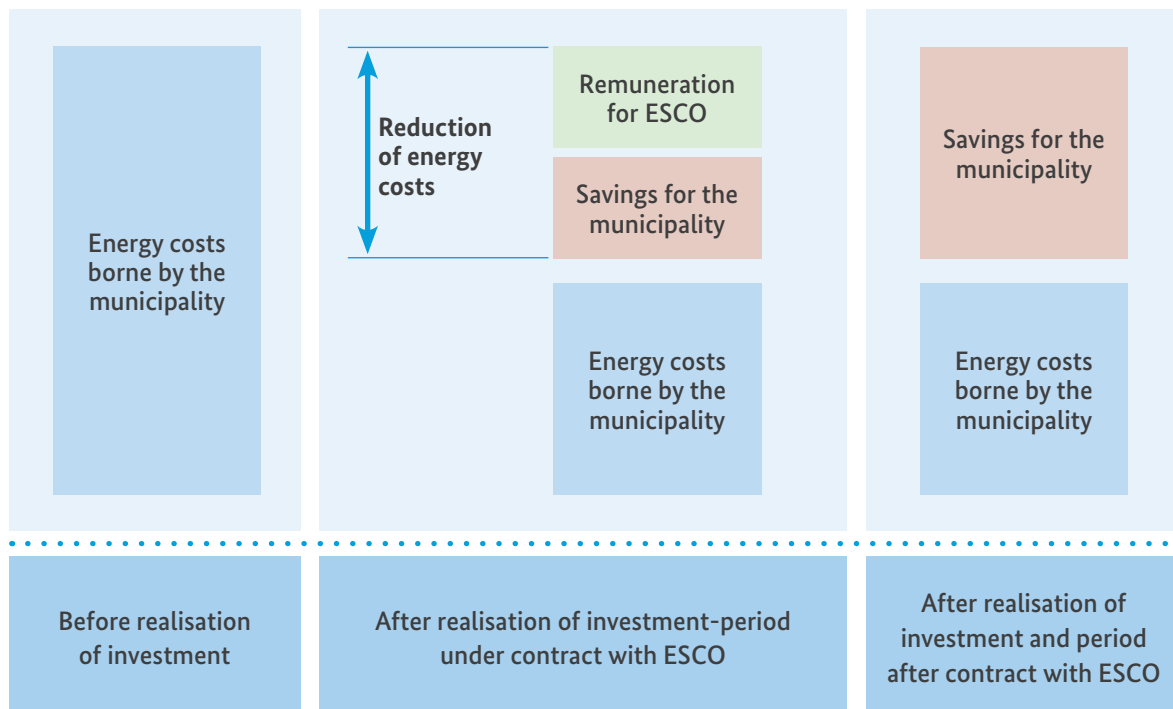 Energy costs
borne by the
municipality
Reduction
of energy
costs
Remuneration
for ESCO
Savings for the
municipality
Energy costs
borne by the
municipality
Savings for the
municipality
Energy costs
borne by the
municipality
Before realisation
of investment
After realisation of investment-period
under contract with ESCO
After realisation of
investment and period
after contract with ESCO